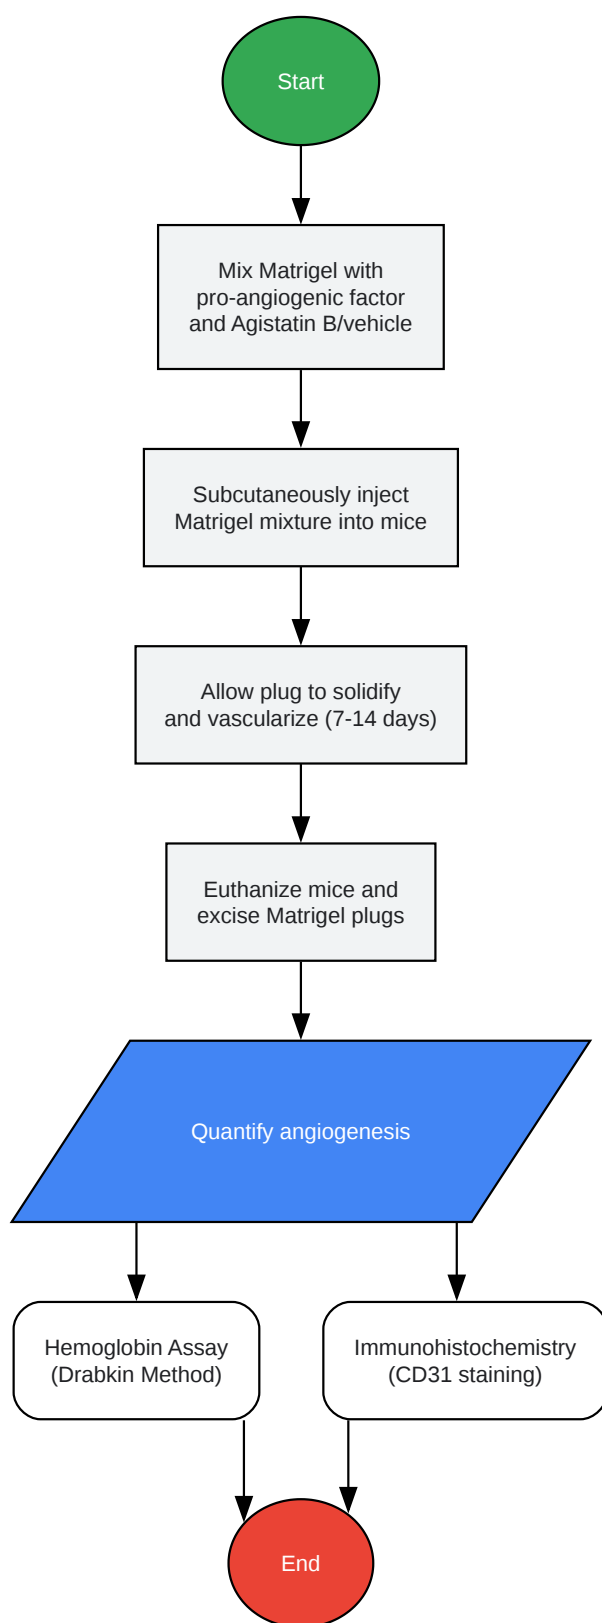 Start
Mix Matrigel with
pro-angiogenic factor
and Agistatin B/vehicle
Subcutaneously inject
Matrigel mixture into mice
Allow plug to solidify
and vascularize (7-14 days)
Euthanize mice and
excise Matrigel plugs
Quantify angiogenesis
Hemoglobin Assay
(Drabkin Method)
Immunohistochemistry
(CD31 staining)
End